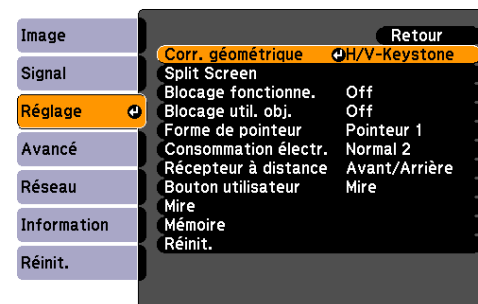 Image
Signal
Réglage
Avancé
Réseau
Information
Réinit.
Retour
Corr. géométrique H/V-Keystone
Split Screen
Blocage fonctionne. Off
Blocage util. obj. Off
Forme de pointeur Pointeur 1
Consommation électr. Normal 2
Récepteur à distance Avant/Arrière
Bouton utilisateur Mire
Mire
Mémoire
Réinit.